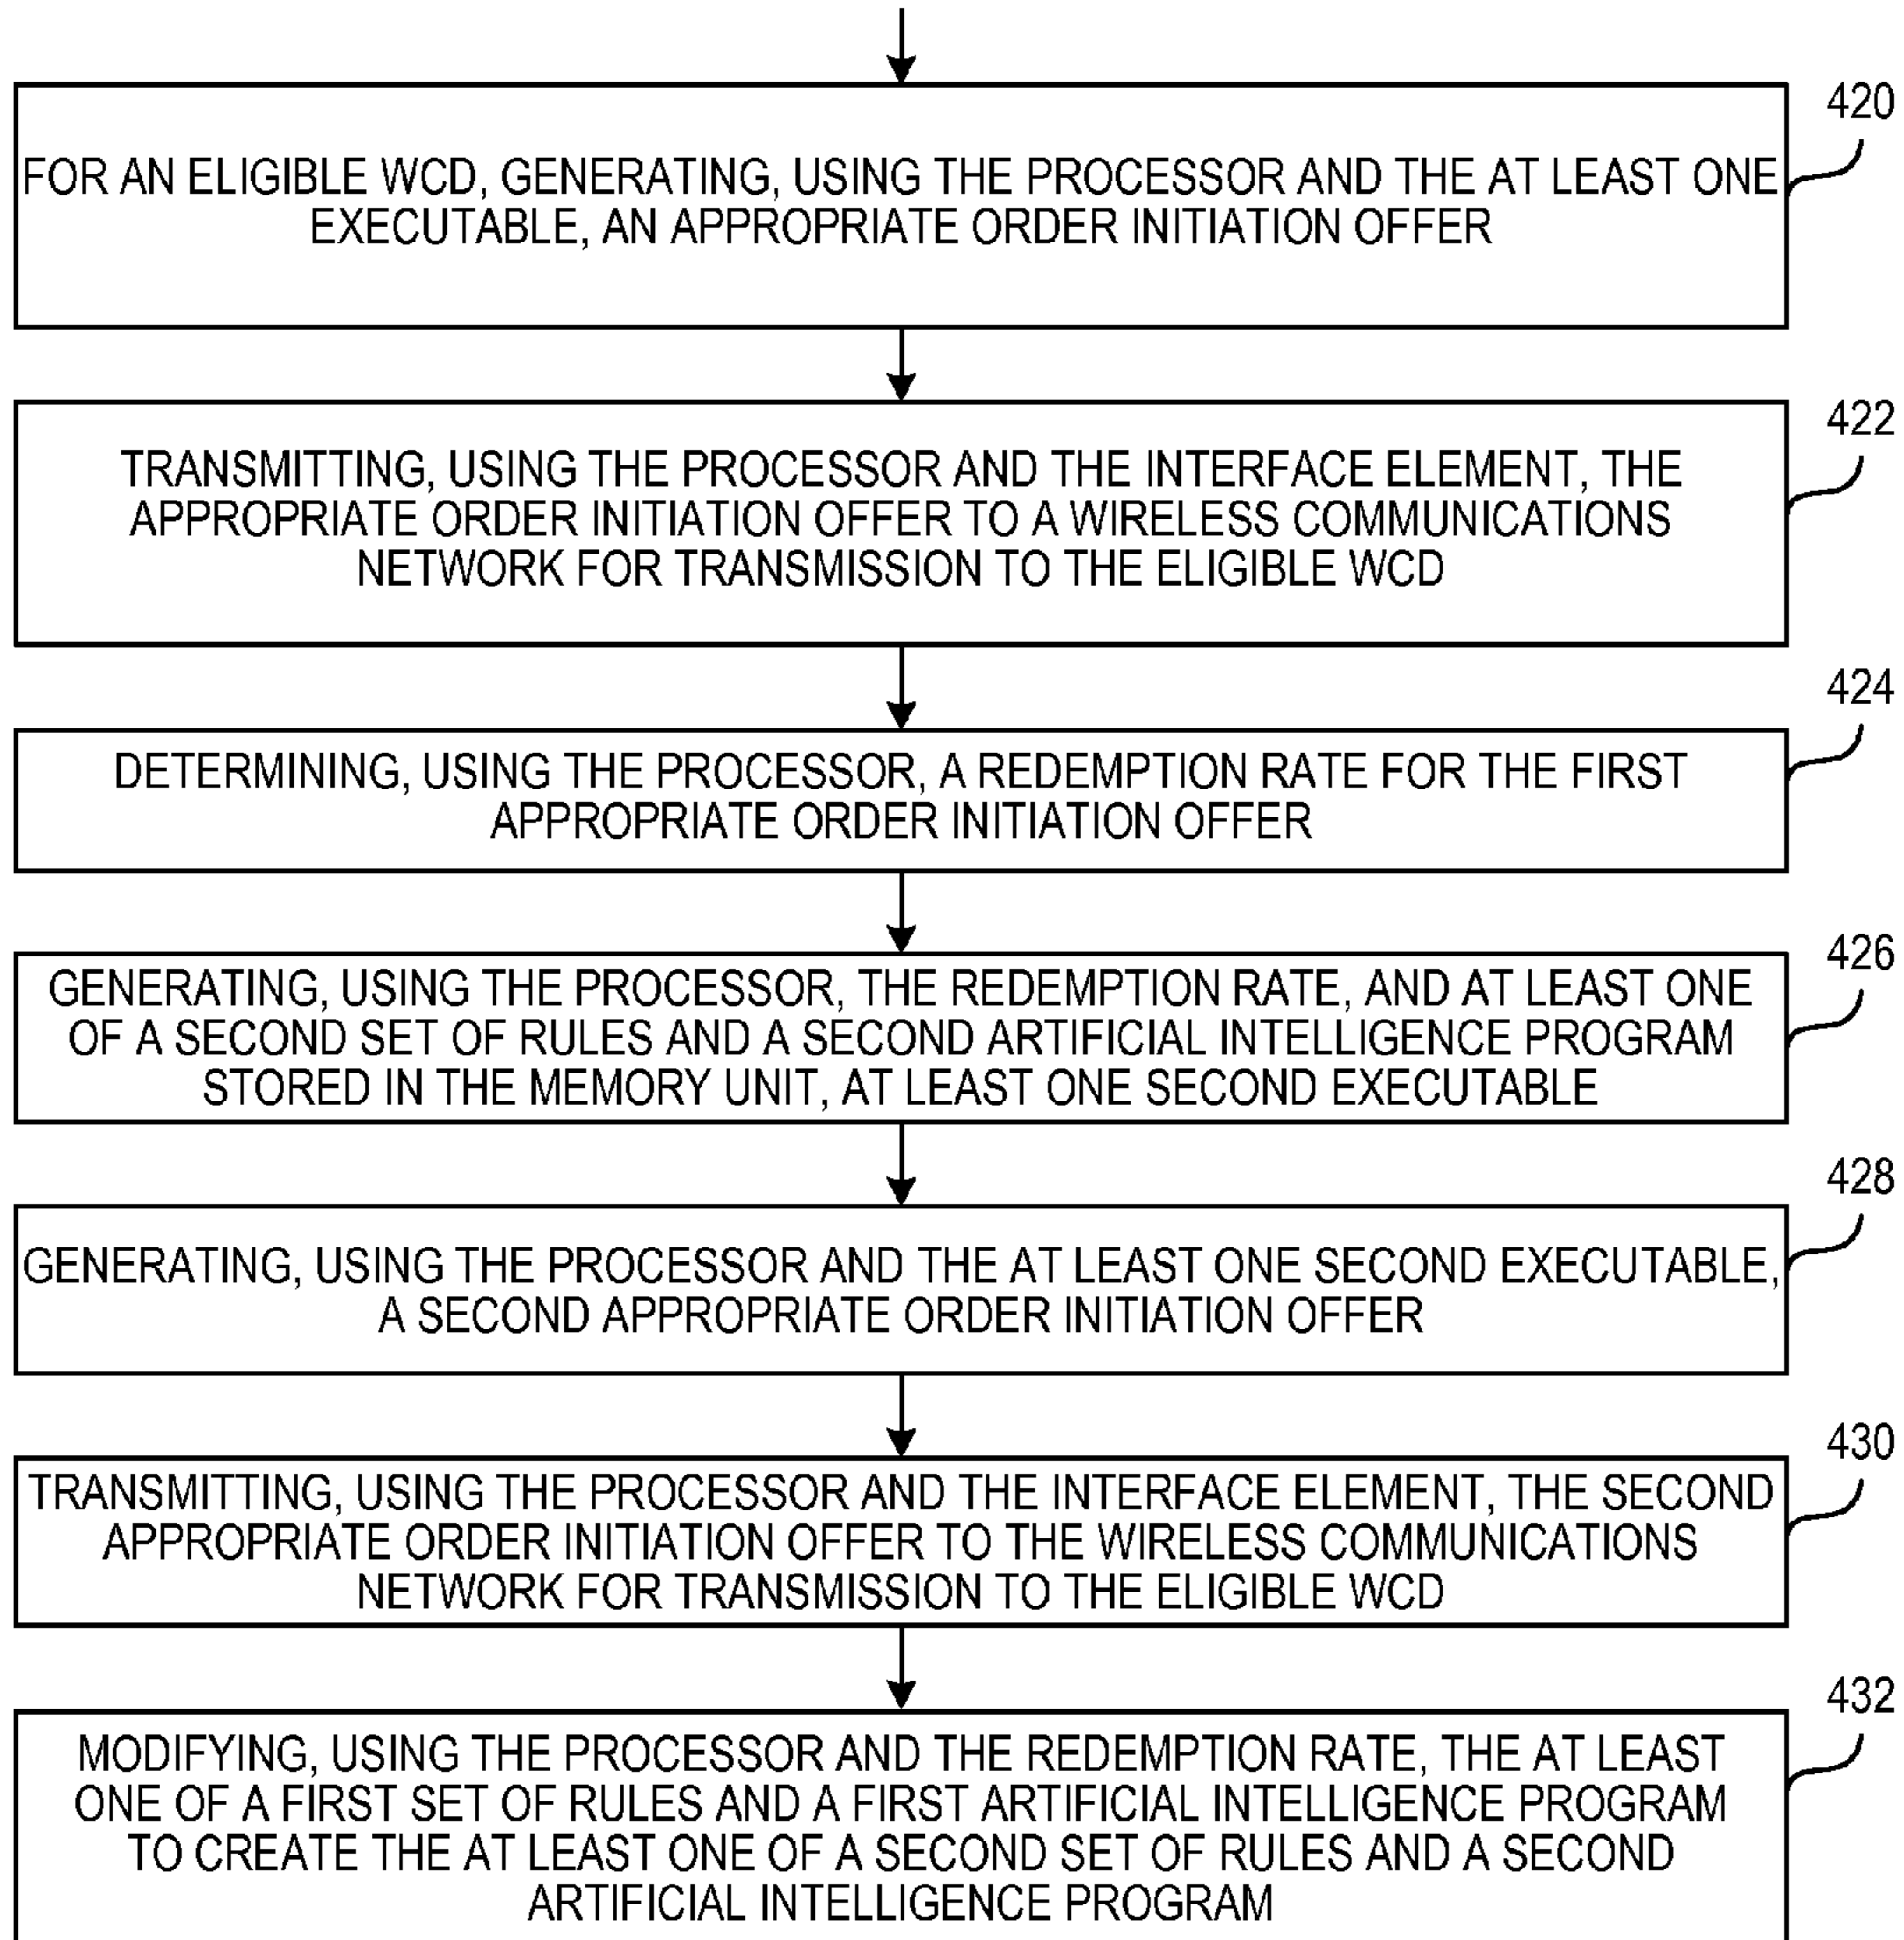 420
FOR AN ELIGIBLE WCD, GENERATING, USING THE PROCESSOR AND THE AT LEAST ONE
EXECUTABLE, AN APPROPRIATE ORDER INITIATION OFFER
422
TRANSMITTING, USING THE PROCESSOR AND THE INTERFACE ELEMENT, THE
APPROPRIATE ORDER INITIATION OFFER TO A WIRELESS COMMUNICATIONS
NETWORK FOR TRANSMISSION TO THE ELIGIBLE WCD
424
DETERMINING, USING THE PROCESSOR, A REDEMPTION RATE FOR THE FIRST
APPROPRIATE ORDER INITIATION OFFER
426
GENERATING, USING THE PROCESSOR, THE REDEMPTION RATE, AND AT LEAST ONE
OF A SECOND SET OF RULES AND A SECOND ARTIFICIAL INTELLIGENCE PROGRAM
STORED IN THE MEMORY UNIT, AT LEAST ONE SECOND EXECUTABLE
428
GENERATING, USING THE PROCESSOR AND THE AT LEAST ONE SECOND EXECUTABLE,
A SECOND APPROPRIATE ORDER INITIATION OFFER
430
TRANSMITTING, USING THE PROCESSOR AND THE INTERFACE ELEMENT, THE SECOND
APPROPRIATE ORDER INITIATION OFFER TO THE WIRELESS COMMUNICATIONS
NETWORK FOR TRANSMISSION TO THE ELIGIBLE WCD
432
MODIFYING, USING THE PROCESSOR AND THE REDEMPTION RATE, THE AT LEAST
ONE OF A FIRST SET OF RULES AND A FIRST ARTIFICIAL INTELLIGENCE PROGRAM
TO CREATE THE AT LEAST ONE OF A SECOND SET OF RULES AND A SECOND
ARTIFICIAL INTELLIGENCE PROGRAM